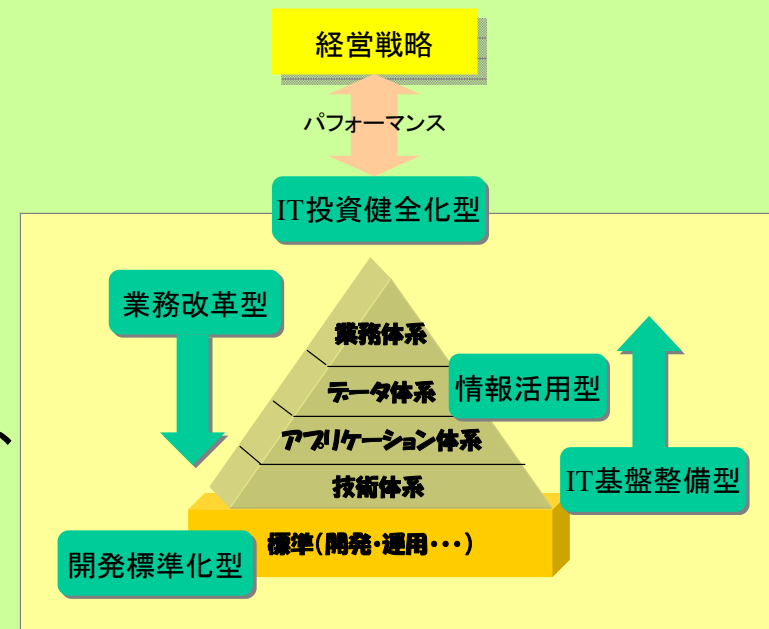 経営戦略
パフォーマンス
IT投資健全化型
業務改革型
業務体系
データ体系
情報活用型
アプリケーション体系
技術体系
IT基盤整備型
標準(開発・運用・・・)
開発標準化型